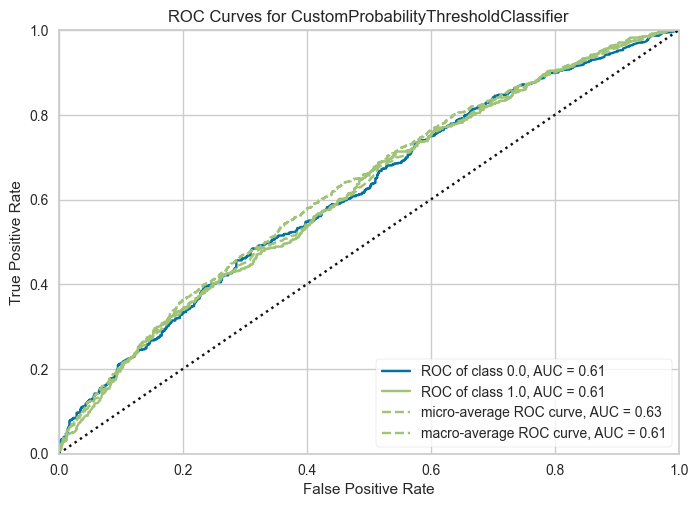 ROC Curves for CustomProbabilityThresholdClassifier
True Positive Rate
1.0
0.8
0.6
0.4
0.2
0.0
ROC of class 0.0, AUC = 0.61
ROC of class 1.0, AUC = 0.61
micro-average ROC curve, AUC = 0.63
macro-average ROC curve, AUC = 0.61
0.0 0.2 0.4 0.6 0.8 1.0
False Positive Rate